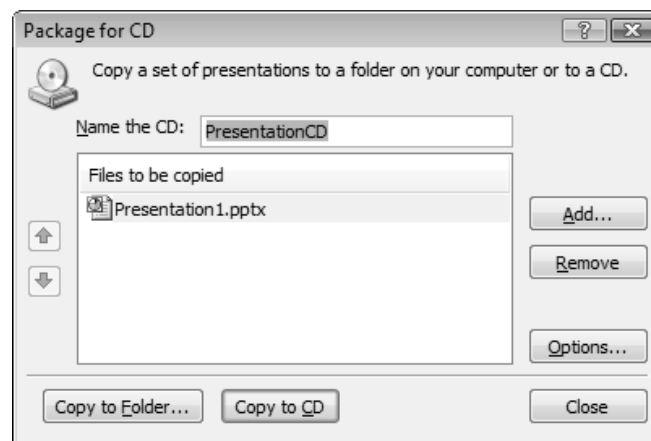 Package for CD
Copy a set of presentations to a folder on your computer or to a CD.
Name the CD: PresentationCD
Files to be copied
Presentation1.pptx
Add...
Remove
Options...
Copy to Folder... Copy to CD Close